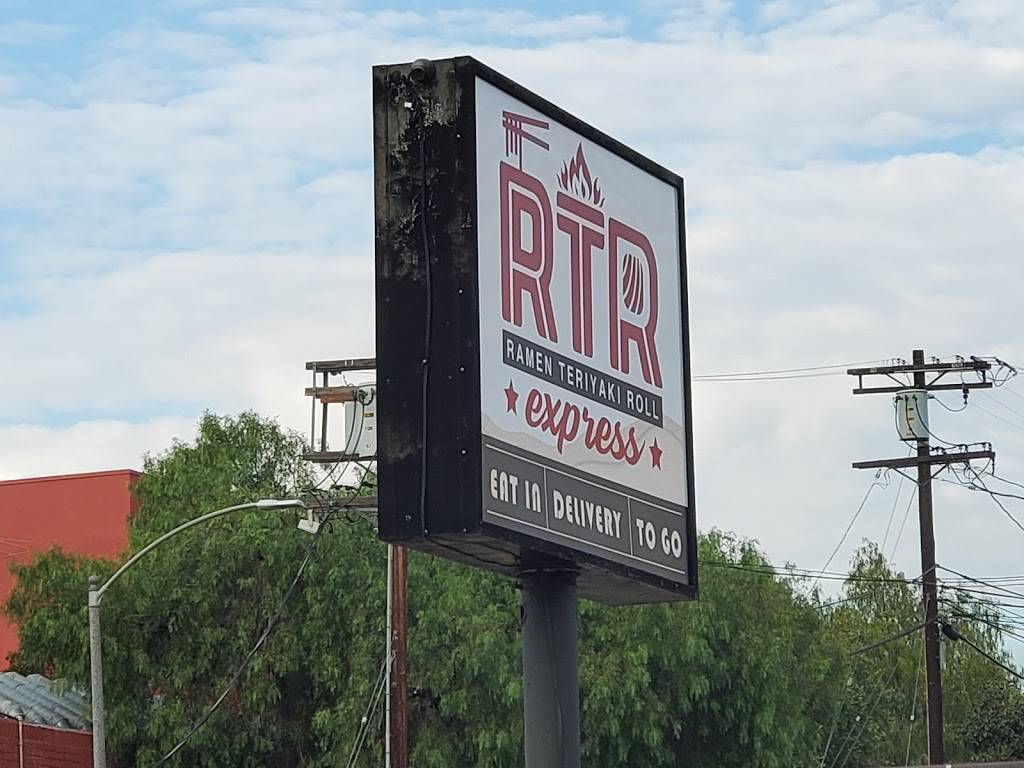 RTR
RAMEN TERIYAKI ROLL
express
EAT IN DELIVERY TO GO